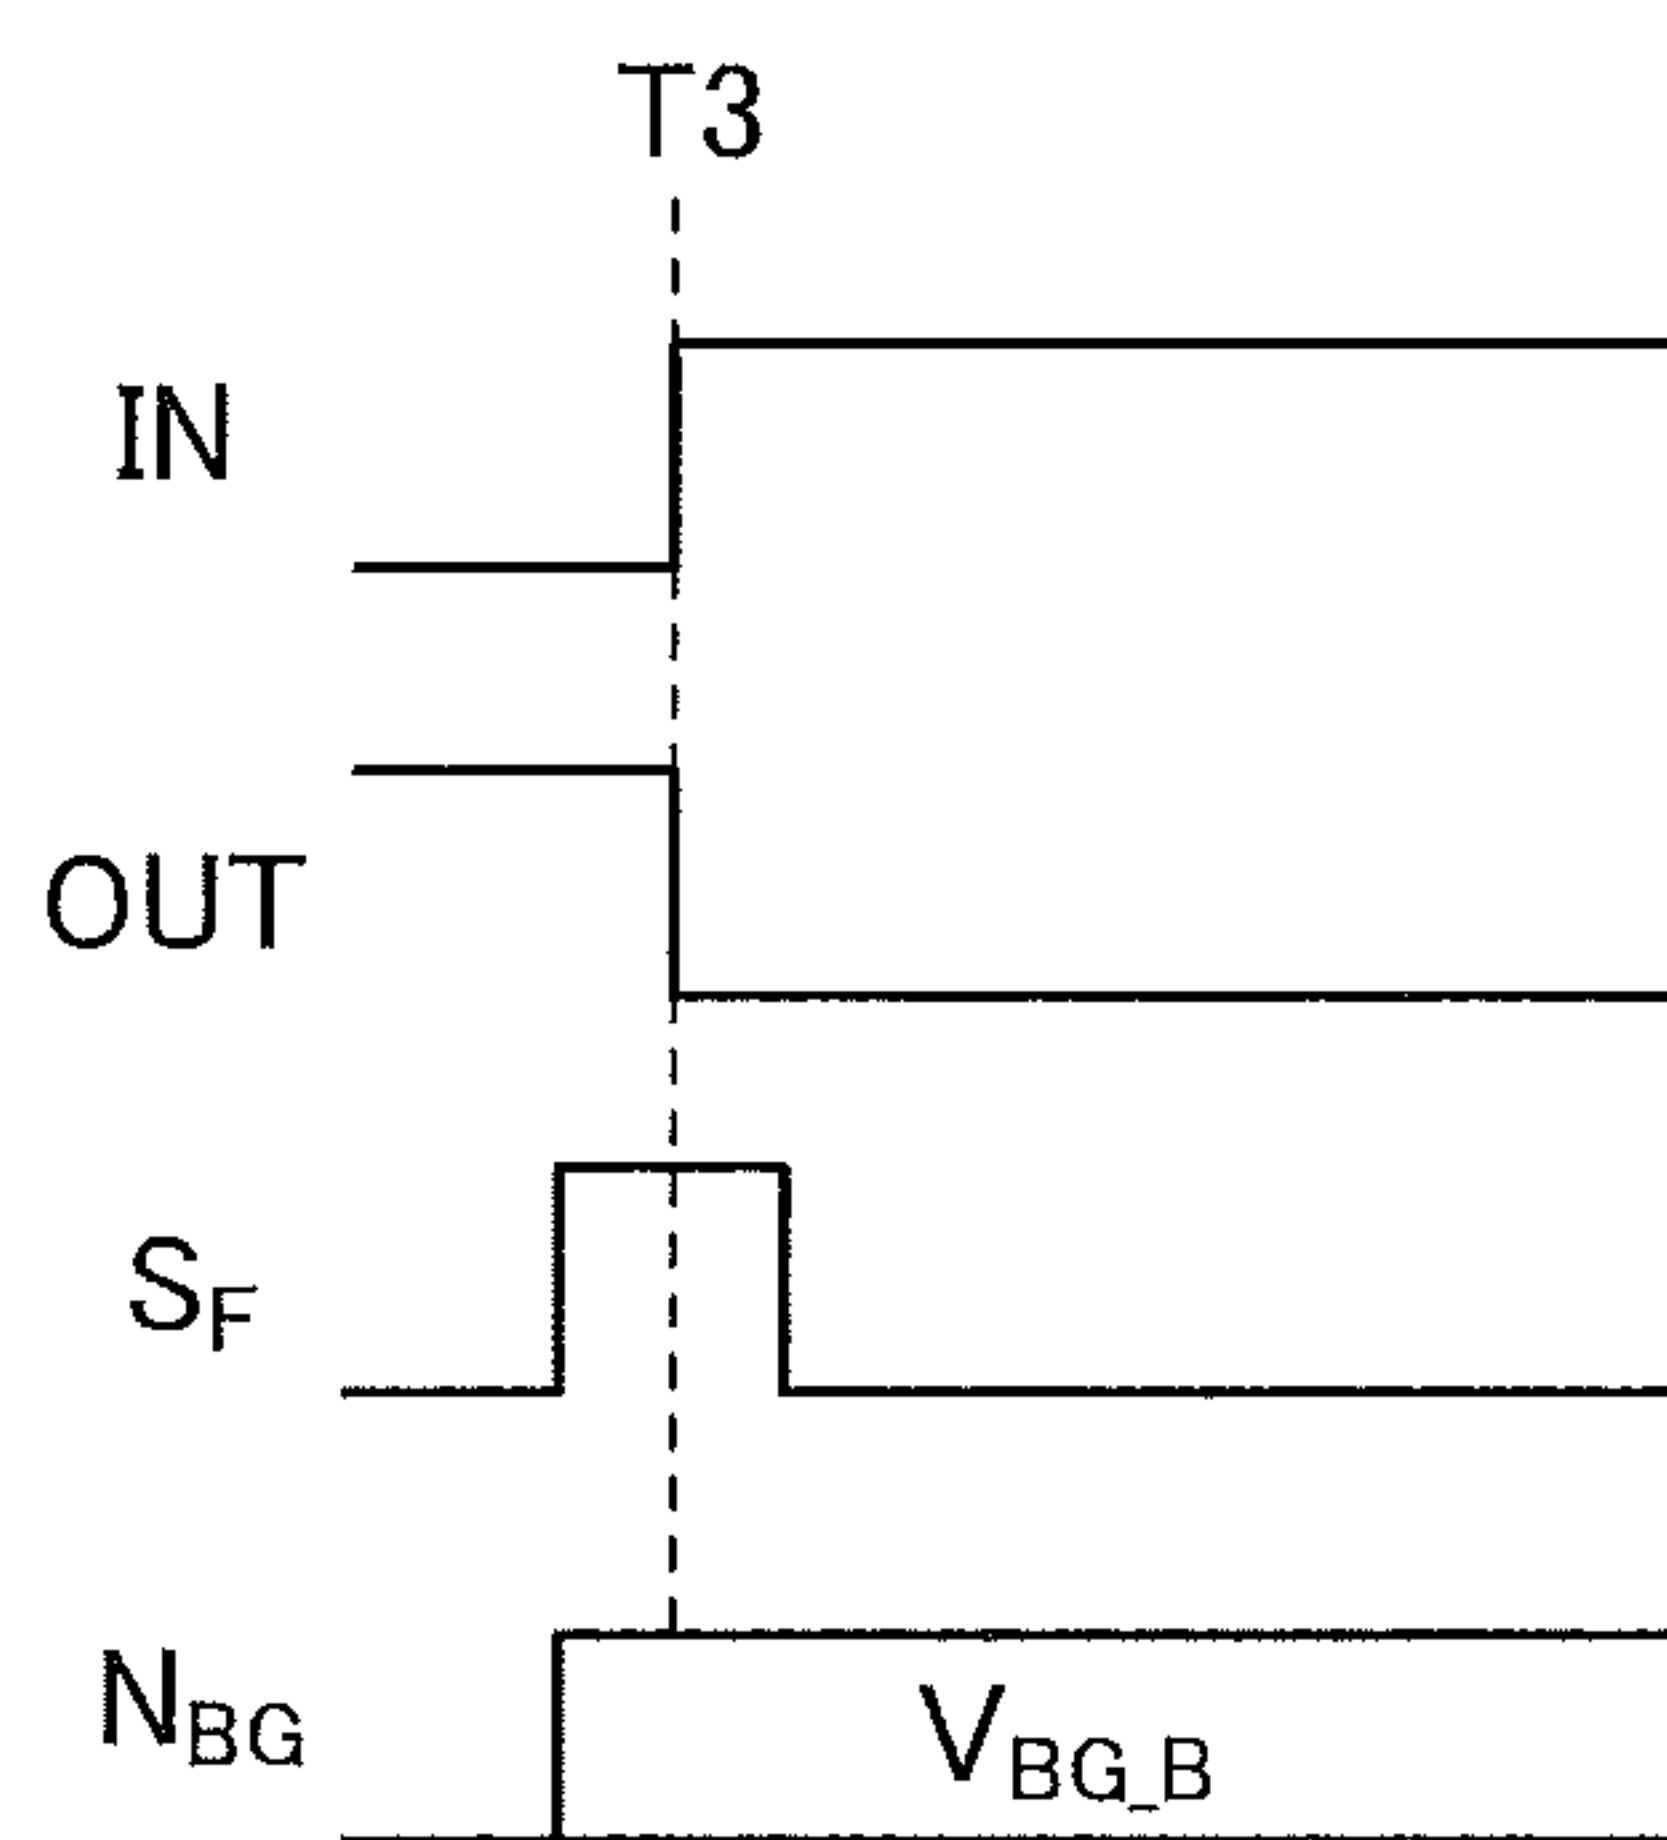 T3
IN
OUT
S_F
N_BG
V_BG_B